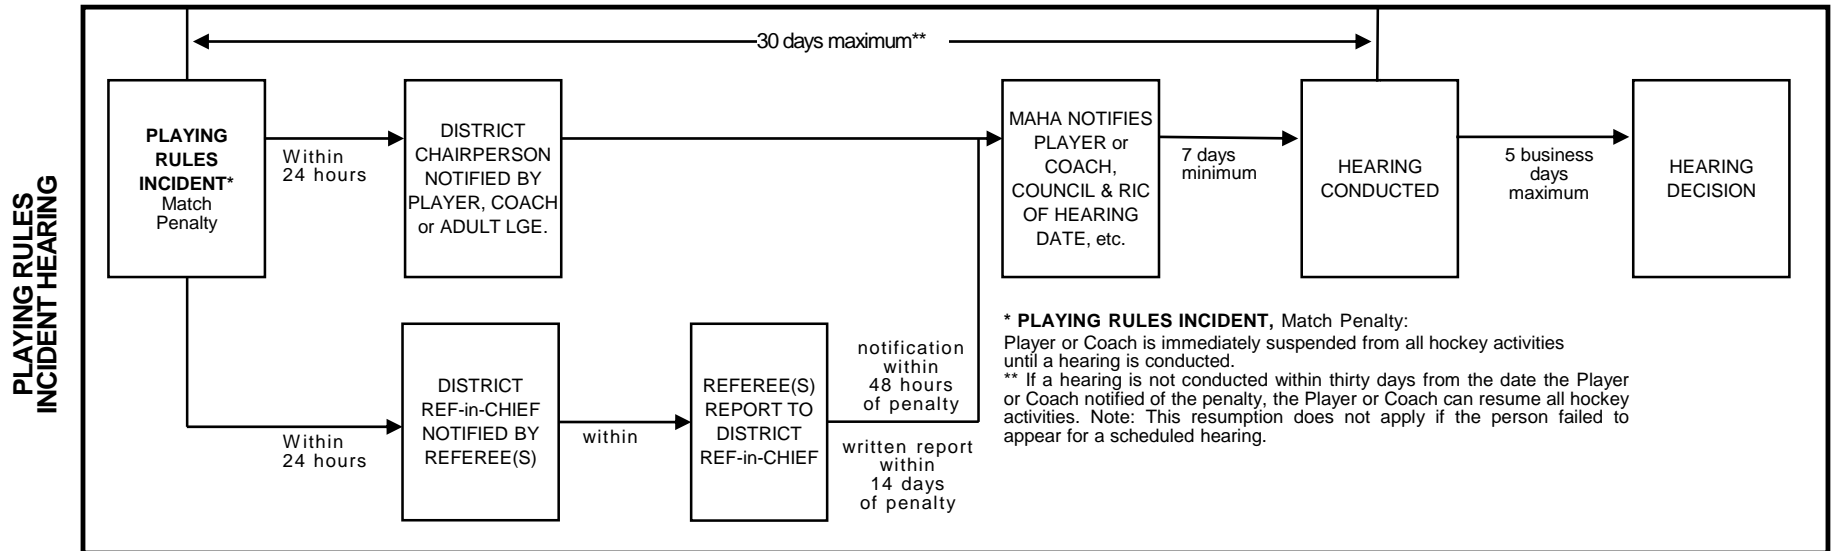 PLAYING RULES
INCIDENT HEARING
30 days maximum**
PLAYING
RULES
INCIDENT*
Match
Penalty
Within
24 hours
DISTRICT
CHAIRPERSON
NOTIFIED BY
PLAYER, COACH
or ADULT LGE.
MAHA NOTIFIES
PLAYER or
COACH,
COUNCIL & RIC
OF HEARING
DATE, etc.
7 days
minimum
HEARING
CONDUCTED
5 business
days
maximum
HEARING
DECISION
Within
24 hours
DISTRICT
REF-in-CHIEF
NOTIFIED BY
REFEREE(S)
within
REFEREE(S)
REPORT TO
DISTRICT
REF-in-CHIEF
notification
within
48 hours
of penalty
written report
within
14 days
of penalty
* PLAYING RULES INCIDENT, Match Penalty:
Player or Coach is immediately suspended from all hockey activities
until a hearing is conducted.
** If a hearing is not conducted within thirty days from the date the Player
or Coach notified of the penalty, the Player or Coach can resume all hockey
activities. Note: This resumption does not apply if the person failed to
appear for a scheduled hearing.